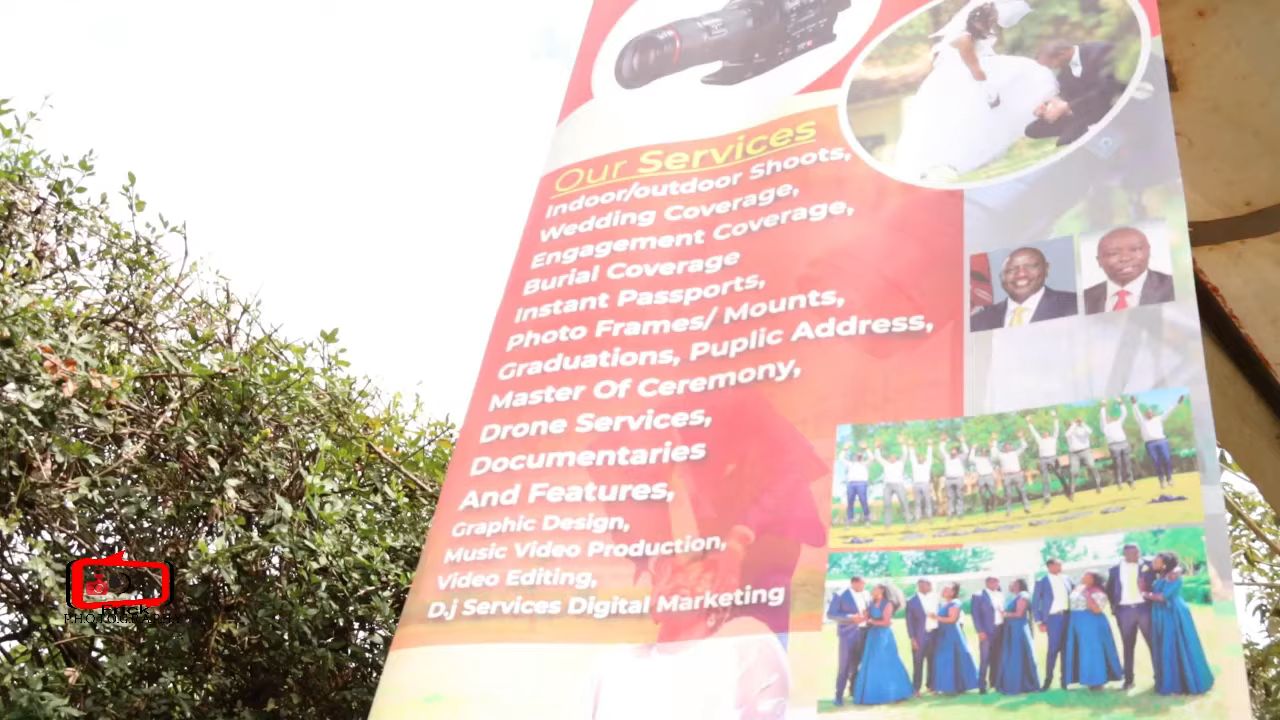 Our Services
Indoor/outdoor Shoots,
Wedding Coverage,
Engagement Coverage,
Burial Coverage
Instant Passports,
Photo Frames/ Mounts,
Graduations, Puplic Address,
Master Of Ceremony,
Drone Services,
Documentaries
And Features,
Graphic Design,
Music Video Production,
Video Editing,
D.j Services Digital Marketing